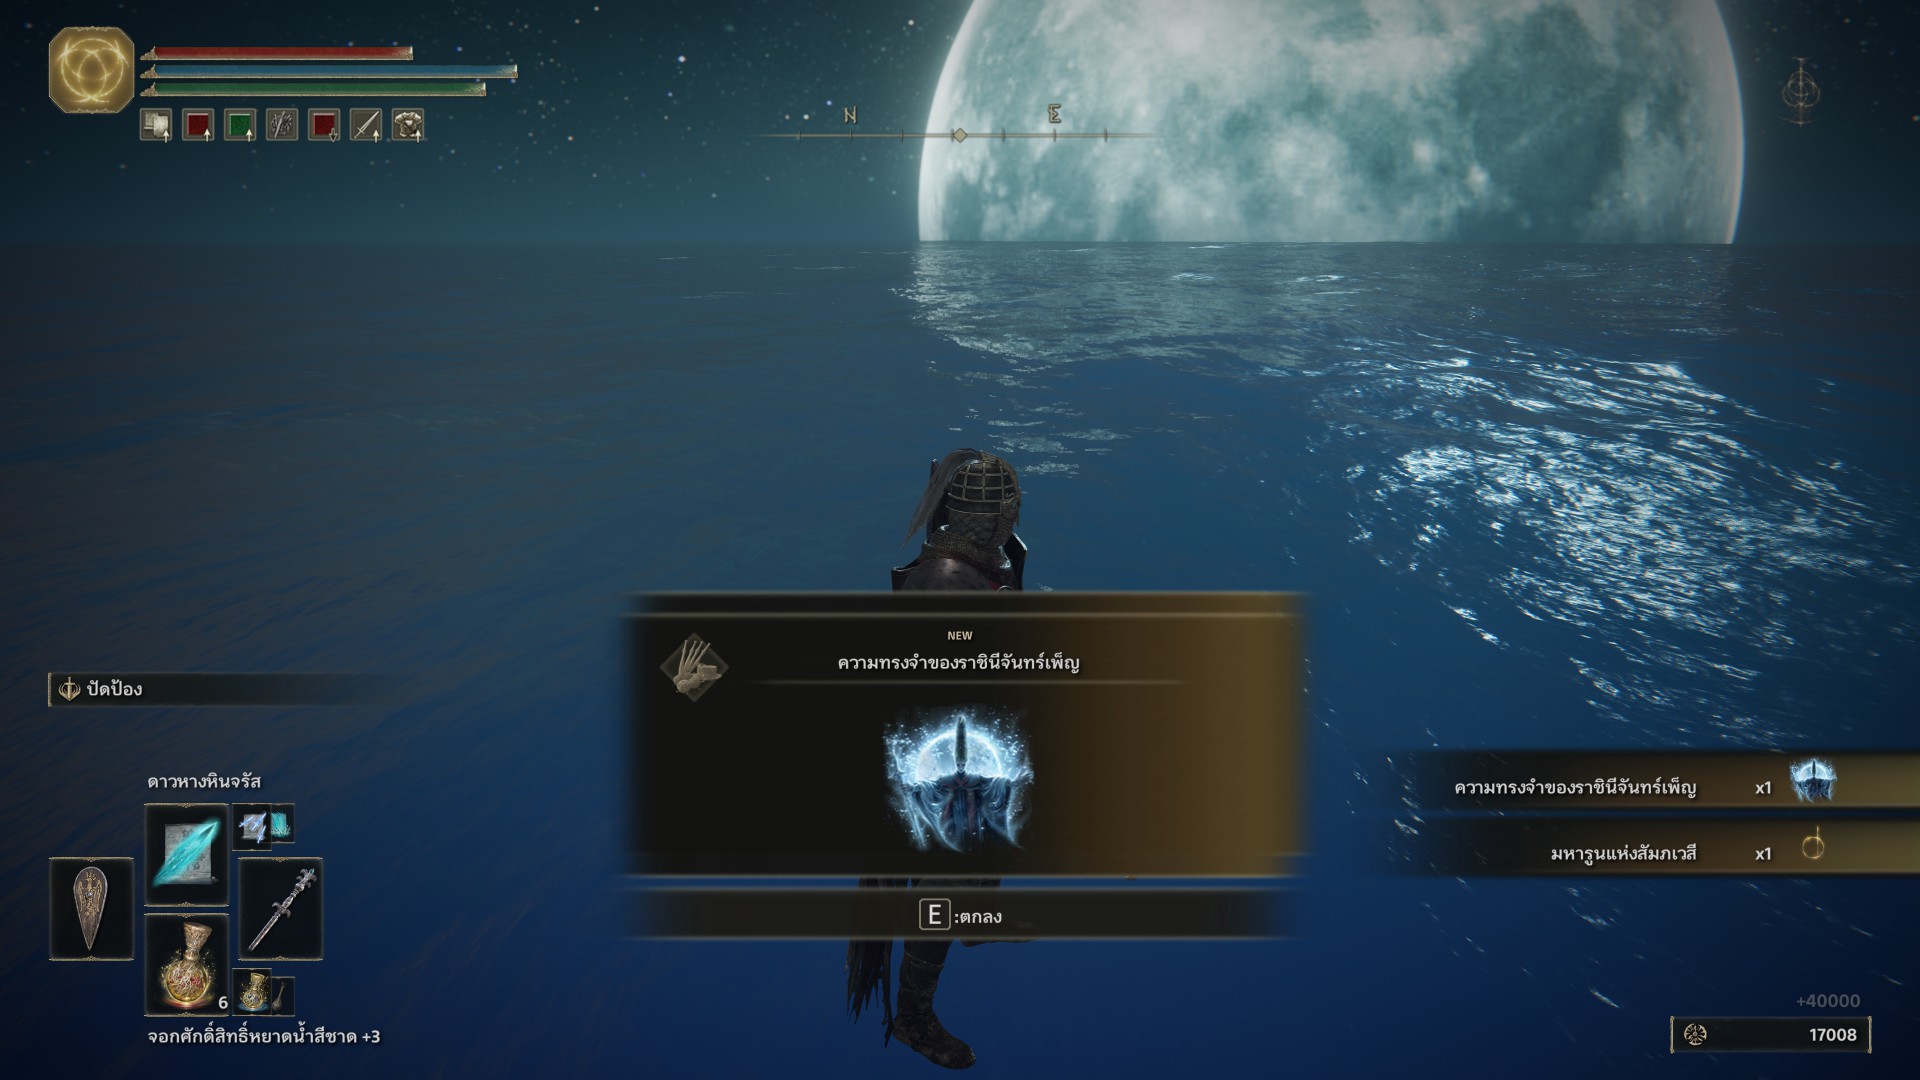 N
E
NEW
ความทรงจำของราชินีจันทร์เพ็ญ
E :ตกลง
ปัดป้อง
ดาวหางหินจรัส
6
จอกศักดิ์สิทธิ์หยาดน้ำสีชาด +3
ความทรงจำของราชินีจันทร์เพ็ญ x1
มหารูนแห่งสัมภเวสี x1
+40000
17008